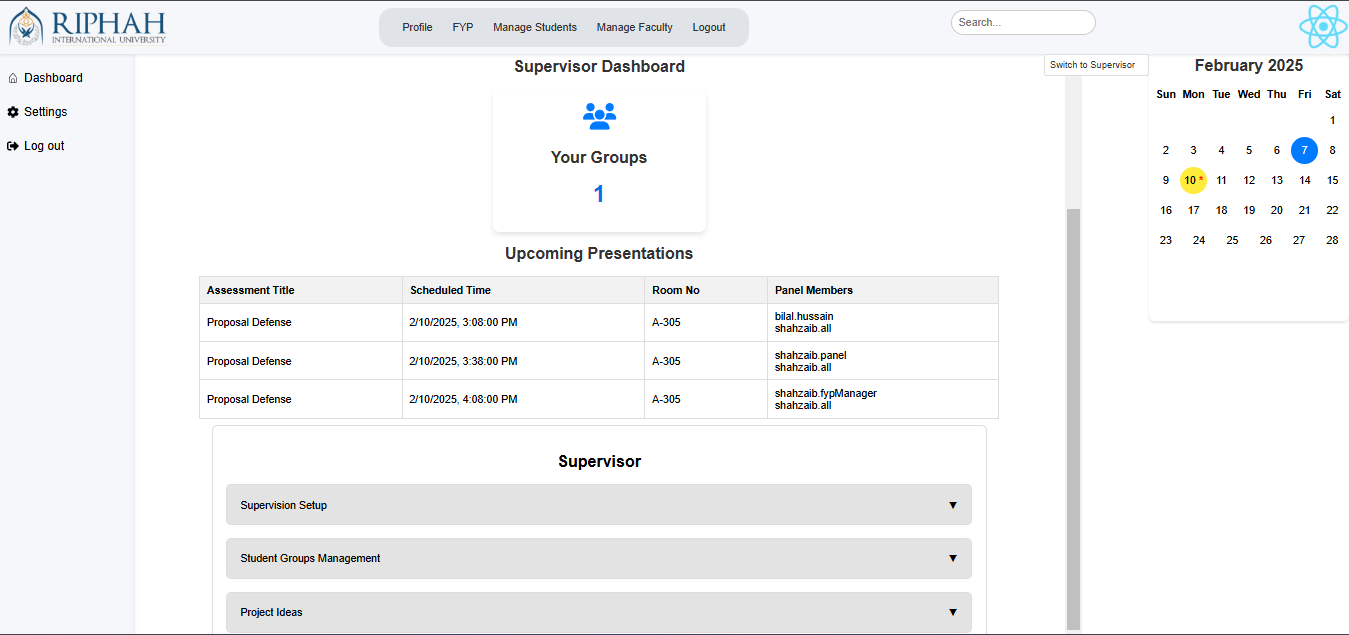 RIPHAH
INTERNATIONAL UNIVERSITY
Profile FYP Manage Students Manage Faculty Logout
Search...
Dashboard
Settings
Log out
Supervisor Dashboard
Your Groups
1
Upcoming Presentations
Assessment Title Scheduled Time Room No Panel Members
Proposal Defense 2/10/2025, 3:08:00 PM A-305 bilal.hussain
shahzaib.all
Proposal Defense 2/10/2025, 3:38:00 PM A-305 shahzaib.panel
shahzaib.all
Proposal Defense 2/10/2025, 4:08:00 PM A-305 shahzaib.fypManager
shahzaib.all
Supervisor
Supervision Setup ▼
Student Groups Management ▼
Project Ideas ▼
Switch to Supervisor
February 2025
Sun Mon Tue Wed Thu Fri Sat
1
2 3 4 5 6 7 8
9 10 * 11 12 13 14 15
16 17 18 19 20 21 22
23 24 25 26 27 28